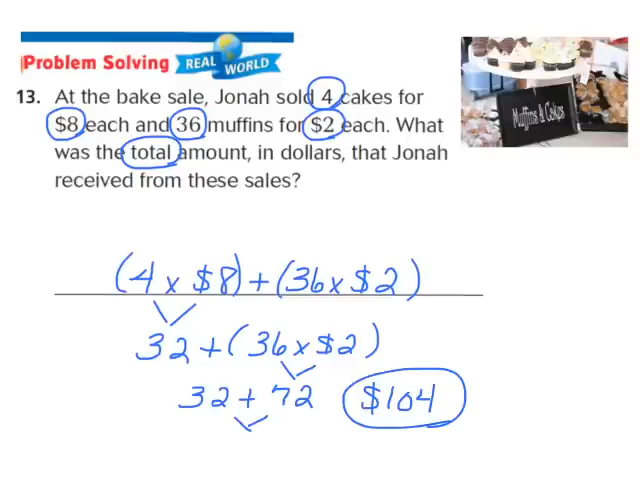 Problem Solving REAL WORLD
13. At the bake sale, Jonah sold 4 cakes for
$8 each and 36 muffins for $2 each. What
was the total amount, in dollars, that Jonah
received from these sales?
Muffins & Cakes
(4 x $8) + (36 x $2)
32 + (36 x $2)
32 + 72 $104